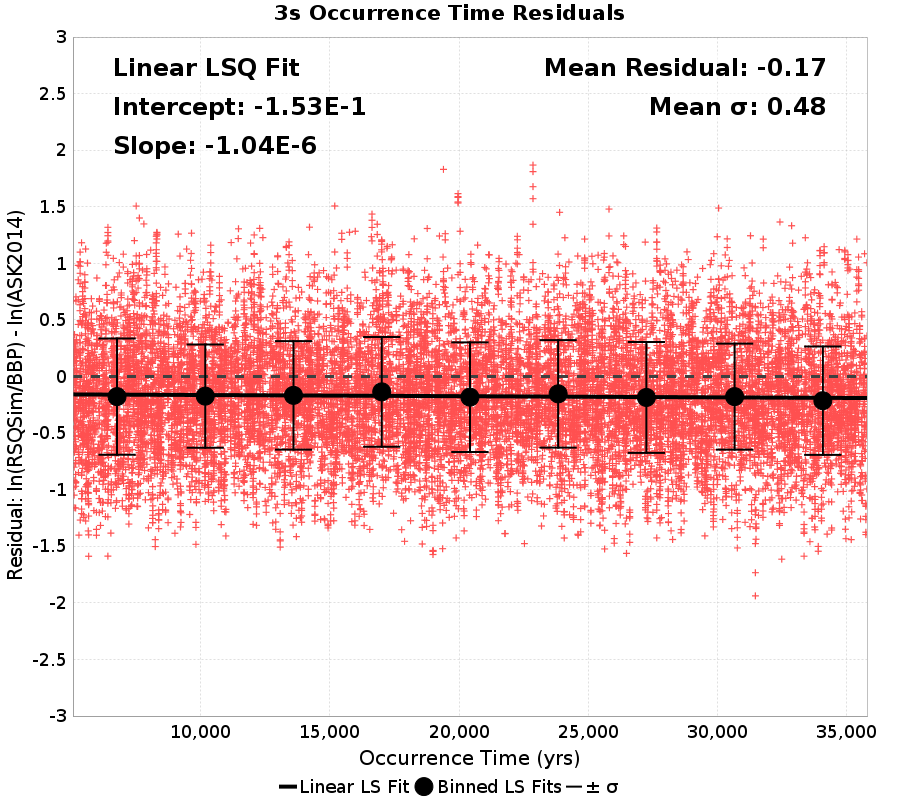 3s Occurrence Time Residuals
Linear LSQ Fit
Intercept: -1.53E-1
Slope: -1.04E-6
Mean Residual: -0.17
Mean σ: 0.48
Residual: ln(RSQSim/BBP) - ln(ASK2014)
3
2.5
2
1.5
1
0.5
0
-0.5
-1
-1.5
-2
-2.5
-3
10,000 15,000 20,000 25,000 30,000 35,000
Occurrence Time (yrs)
Linear LS Fit Binned LS Fits ± σ